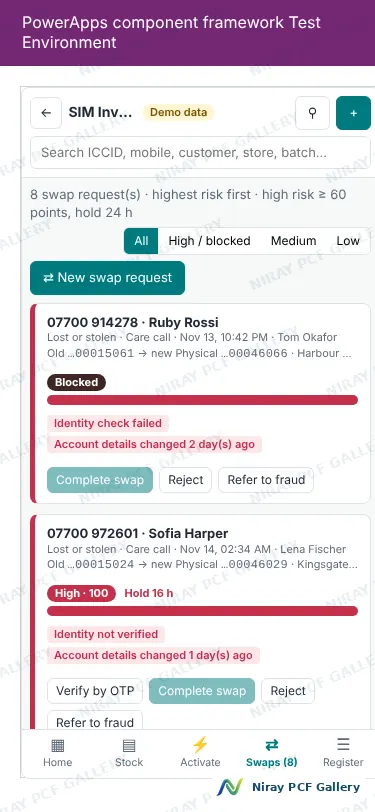 PowerApps component framework Test
Environment
← SIM Inv... Demo data +
Search ICCID, mobile, customer, store, batch...
8 swap request(s) · highest risk first · high risk ≥ 60
points, hold 24 h
All High / blocked Medium Low
⇄ New swap request
07700 914278 · Ruby Rossi
Lost or stolen · Care call · Nov 13, 10:42 PM · Tom Okafor
Old …00015061 → new Physical …00046066 · Harbour ...
Blocked
Identity check failed
Account details changed 2 day(s) ago
Complete swap Reject Refer to fraud
07700 972601 · Sofia Harper
Lost or stolen · Care call · Nov 14, 02:34 AM · Lena Fischer
Old …00015024 → new Physical …00046029 · Kingsgate...
High · 100 Hold 16 h
Identity not verified
Account details changed 1 day(s) ago
Verify by OTP Complete swap Reject
Refer to fraud
Home Stock Activate Swaps (8) Register
Niray PCF Gallery
NIRAY PCF GALLERY